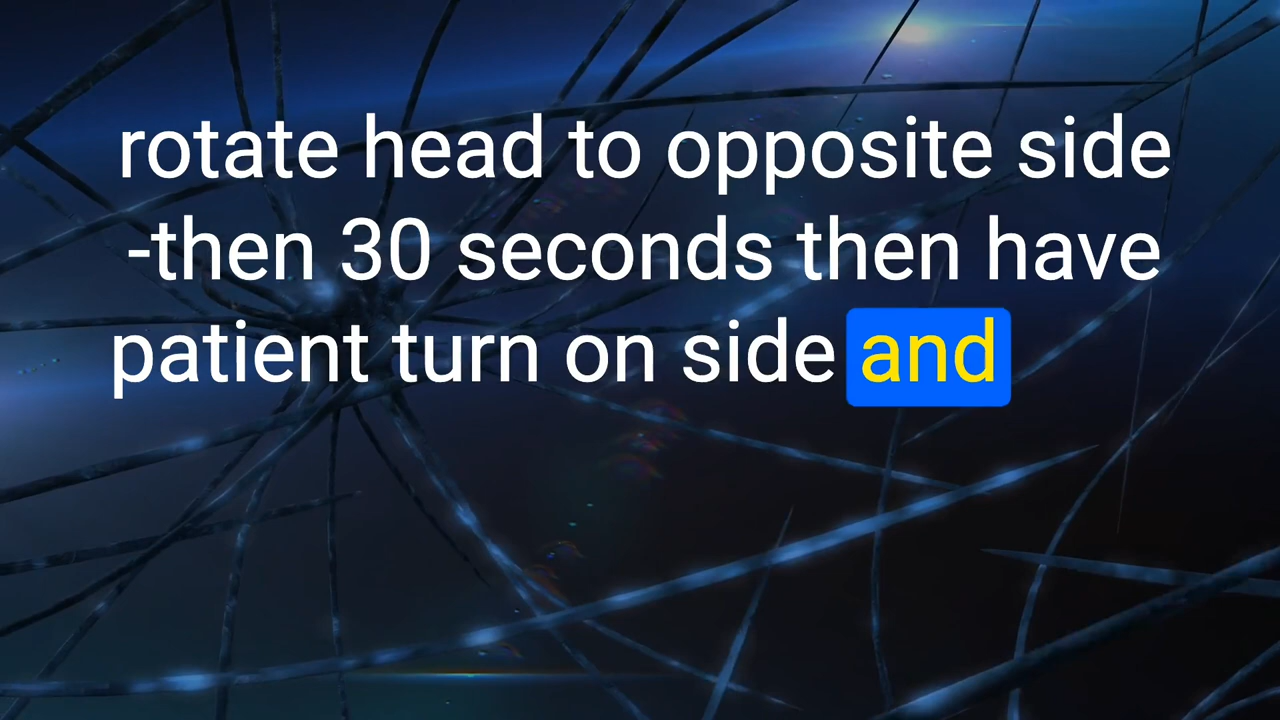 rotate head to opposite side
-then 30 seconds then have
patient turn on side and